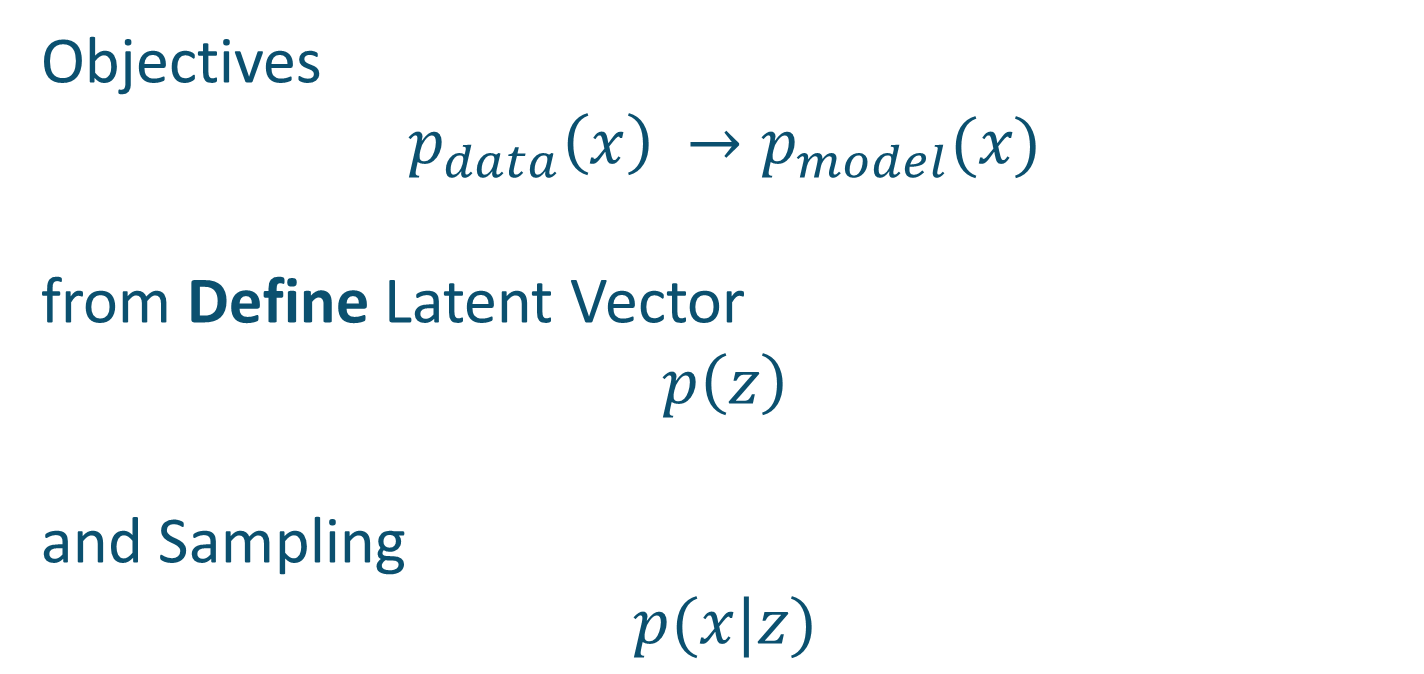 Objectives
p_data(x) → p_model(x)
from Define Latent Vector
p(z)
and Sampling
p(x|z)